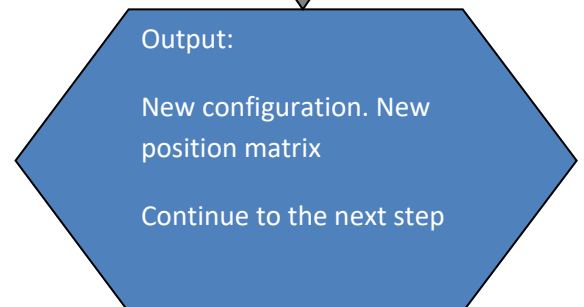 Output:
New configuration. New
position matrix
Continue to the next step